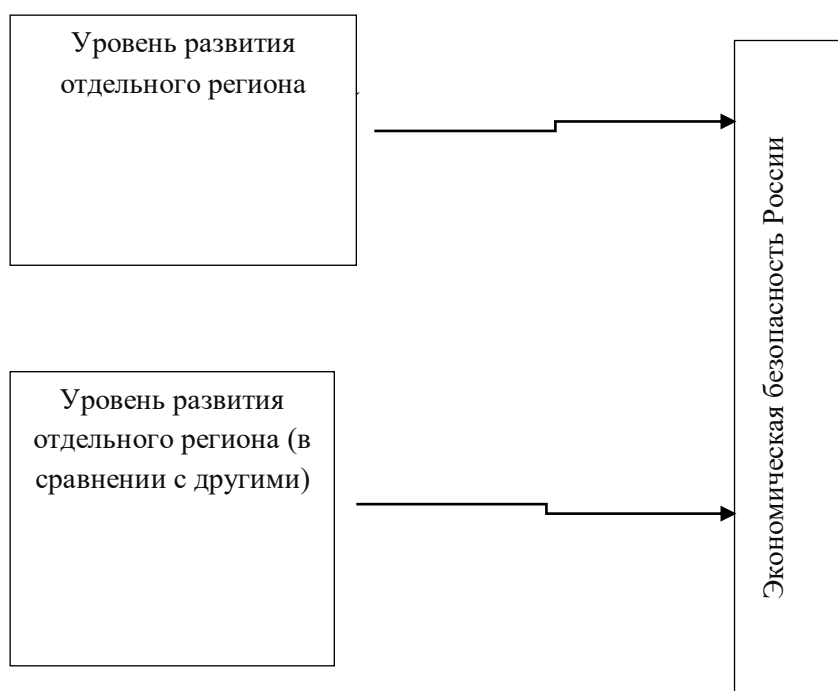 Уровень развития
отдельного региона
Уровень развития
отдельного региона (в
сравнении с другими)
Экономическая безопасность России